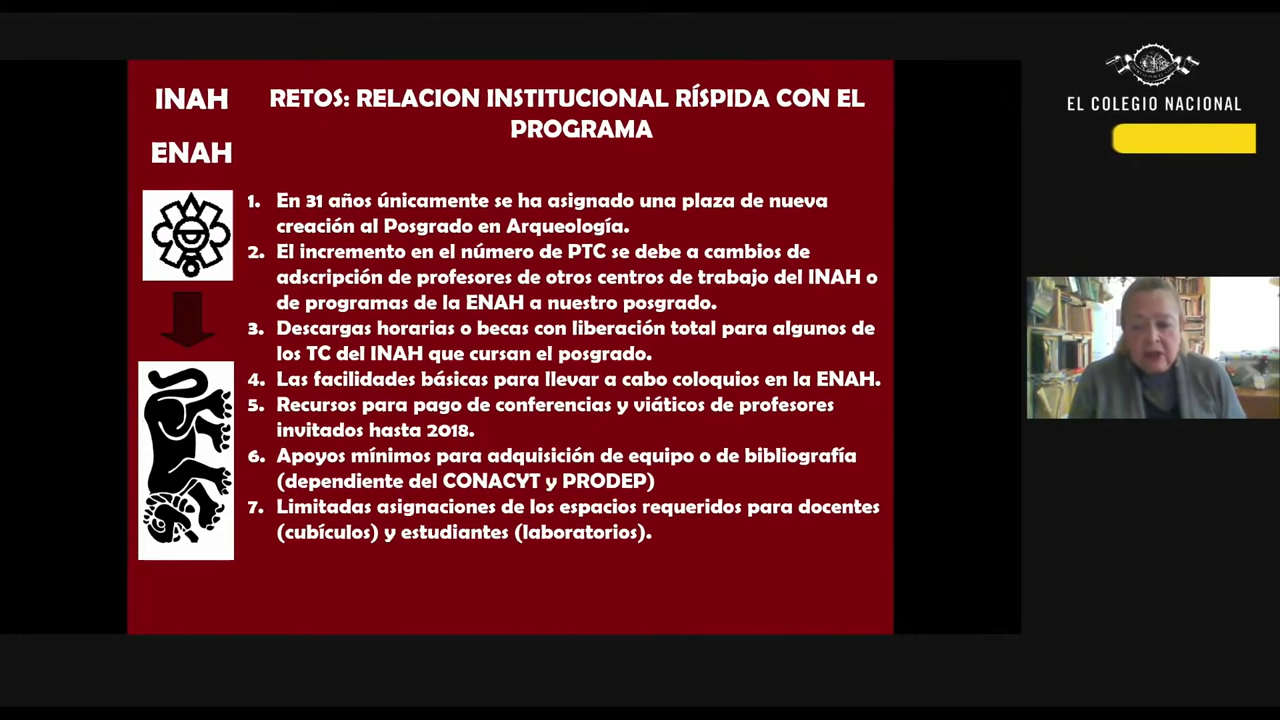 INAH
ENAH
RETOS: RELACION INSTITUCIONAL RÍSPIDA CON EL
PROGRAMA
1. En 31 años únicamente se ha asignado una plaza de nueva
creación al Posgrado en Arqueología.
2. El incremento en el número de PTC se debe a cambios de
adscripción de profesores de otros centros de trabajo del INAH o
de programas de la ENAH a nuestro posgrado.
3. Descargas horarias o becas con liberación total para algunos de
los TC del INAH que cursan el posgrado.
4. Las facilidades básicas para llevar a cabo coloquios en la ENAH.
5. Recursos para pago de conferencias y viáticos de profesores
invitados hasta 2018.
6. Apoyos mínimos para adquisición de equipo o de bibliografía
(dependiente del CONACYT y PRODEP)
7. Limitadas asignaciones de los espacios requeridos para docentes
(cubículos) y estudiantes (laboratorios).
EL COLEGIO NACIONAL